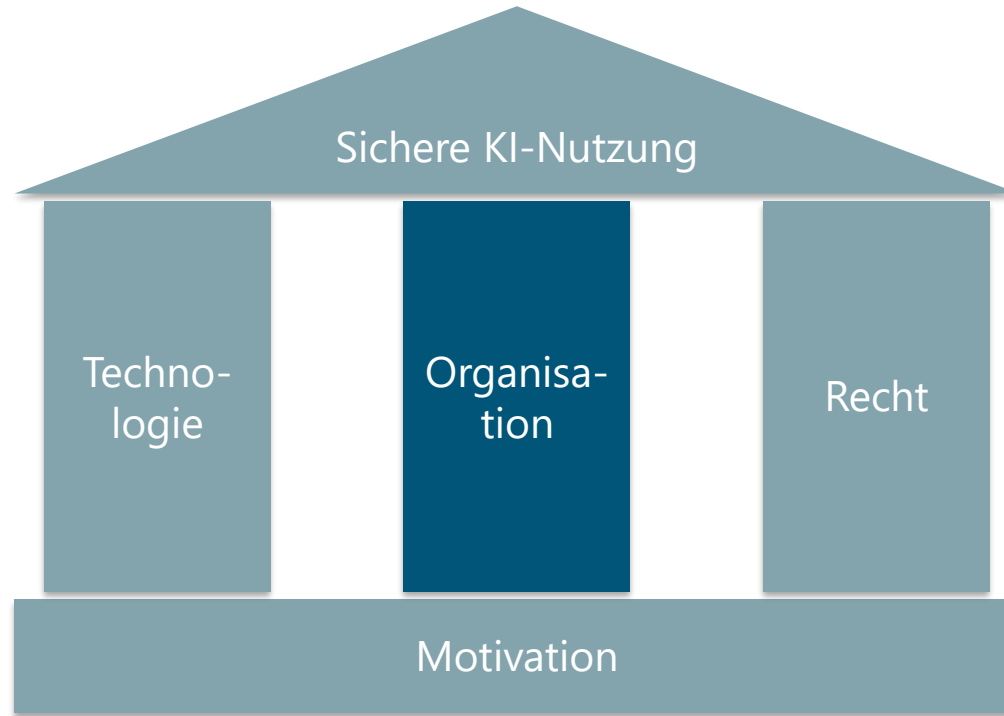 Sichere KI-Nutzung
Techno-
logie
Organisa-
tion
Recht
Motivation